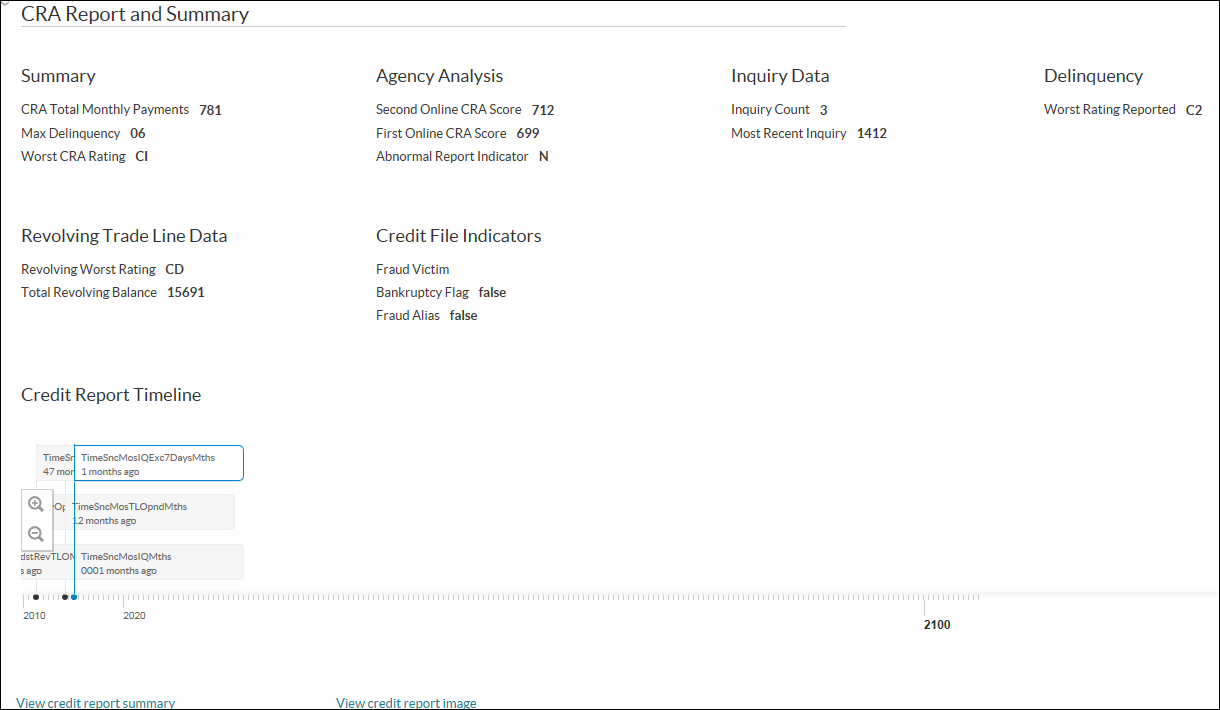 CRA Report and Summary
Summary
CRA Total Monthly Payments 781
Max Delinquency 06
Worst CRA Rating CI
Agency Analysis
Second Online CRA Score 712
First Online CRA Score 699
Abnormal Report Indicator N
Inquiry Data
Inquiry Count 3
Most Recent Inquiry 1412
Delinquency
Worst Rating Reported C2
Revolving Trade Line Data
Revolving Worst Rating CD
Total Revolving Balance 15691
Credit File Indicators
Fraud Victim
Bankruptcy Flag false
Fraud Alias false
Credit Report Timeline
TimeSn
47 mon
TimeSncMosIQExc7DaysMths
1 months ago
TimeSncMosTLOpndMths
12 months ago
dstRevTLOM
s ago
TimeSncMosIQMths
0001 months ago
2010
2020
2100
View credit report summary
View credit report image